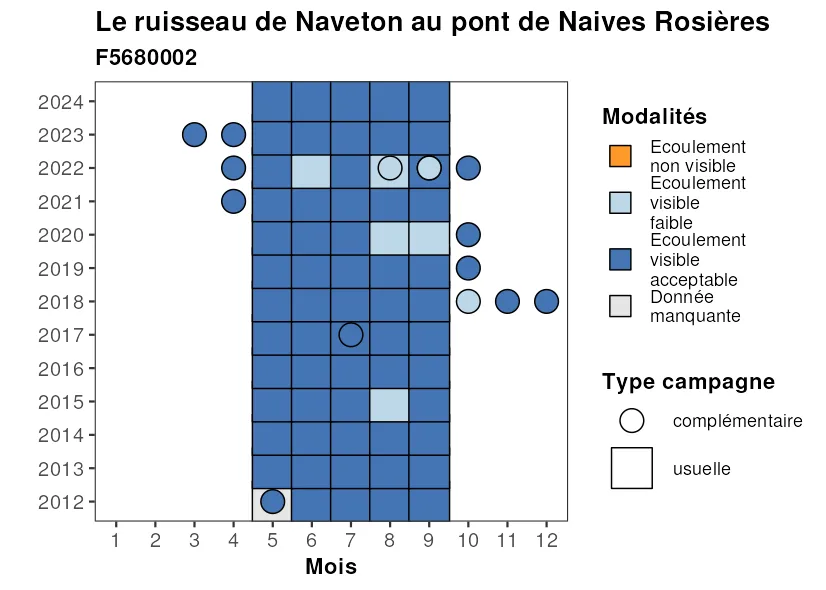 Le ruisseau de Naveton au pont de Naives Rosières
F5680002
2024
2023
2022
2021
2020
2019
2018
2017
2016
2015
2014
2013
2012
1 2 3 4 5 6 7 8 9 10 11 12
Mois
Modalités
Ecoulement
non visible
Ecoulement
visible
faible
Ecoulement
visible
acceptable
Donnée
manquante
Type campagne
complémentaire
usuelle